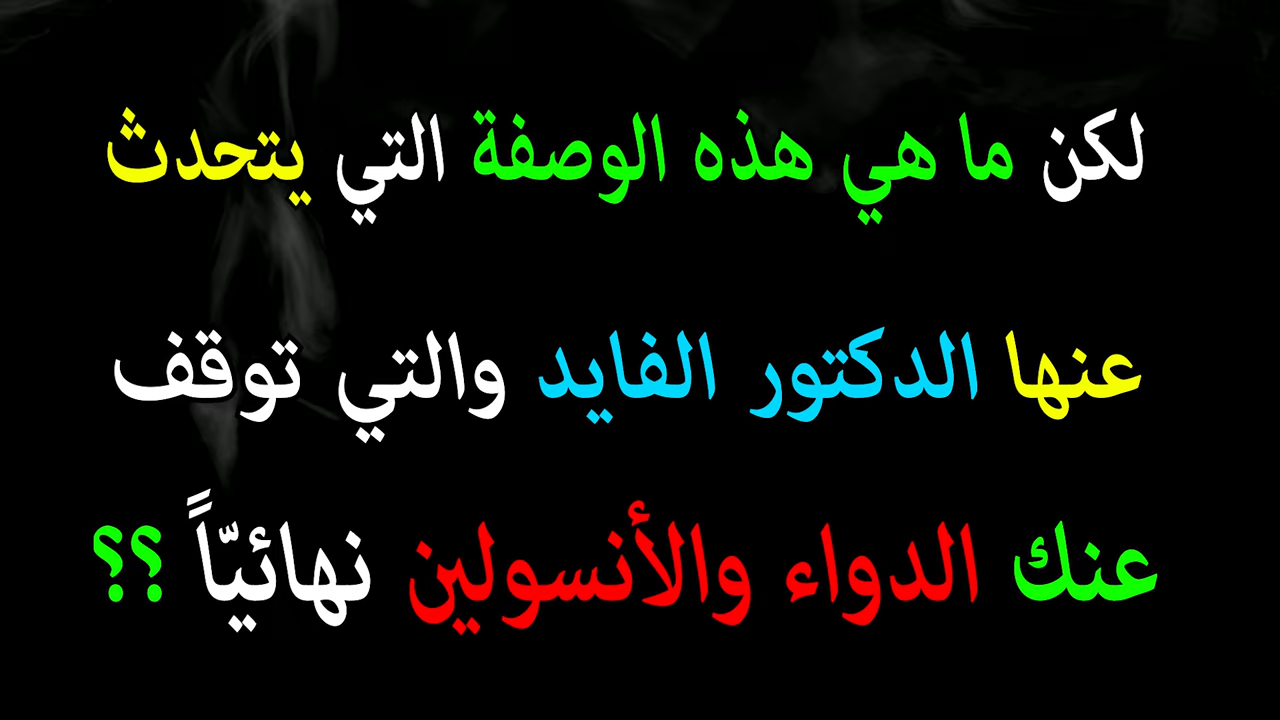 لكن ما هي هذه الوصفة التي يتحدث
عنها الدكتور الفايد والتي توقف
عنك الدواء والأنسولين نهائيّاً ؟؟